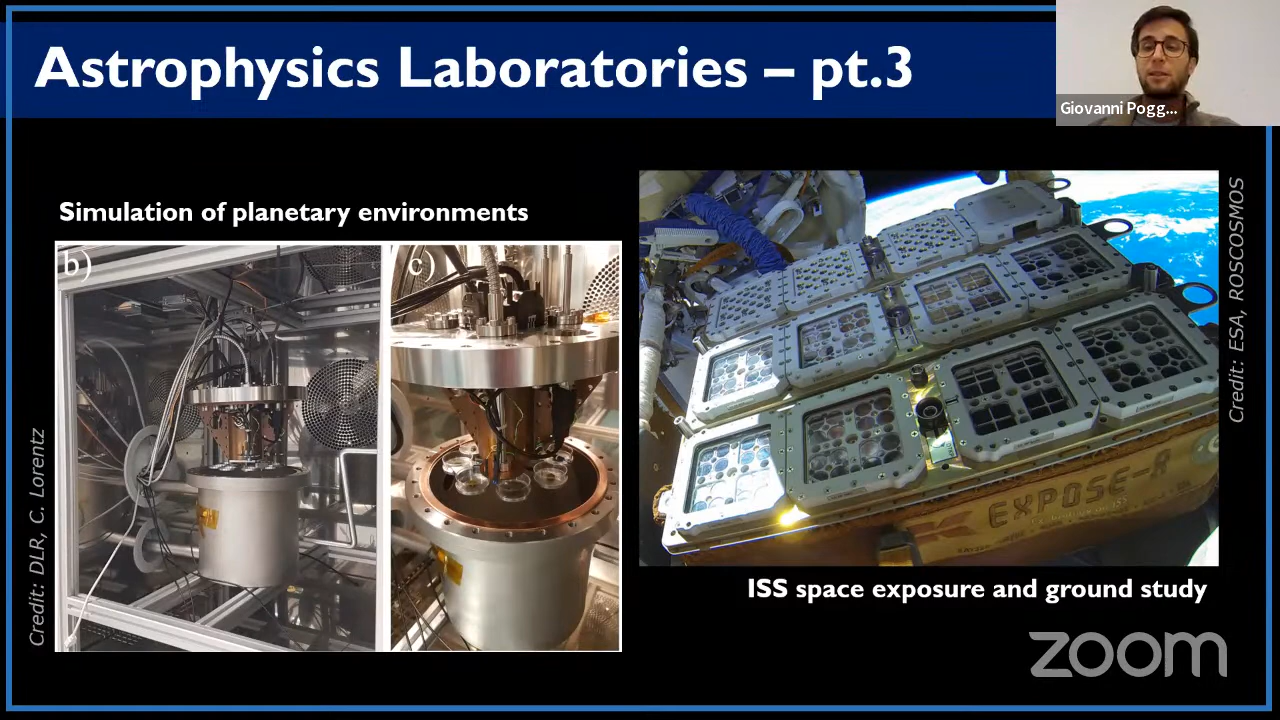 Astrophysics Laboratories – pt.3
Giovanni Pogg...
Simulation of planetary environments
b)
c)
Credit: DLR, C. Lorentz
EXPOSE-R
Credit: ESA, ROSCOSMOS
ISS space exposure and ground study
zoom